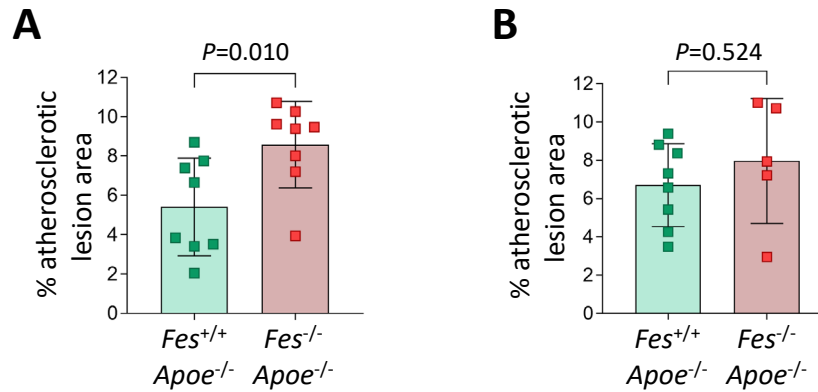 A
P=0.010
% atherosclerotic
lesion area
12
10
8
6
4
2
0
Fes+/+
Apoe-/-
Fes-/-
Apoe-/-
B
P=0.524
% atherosclerotic
lesion area
12
10
8
6
4
2
0
Fes+/+
Apoe-/-
Fes-/-
Apoe-/-